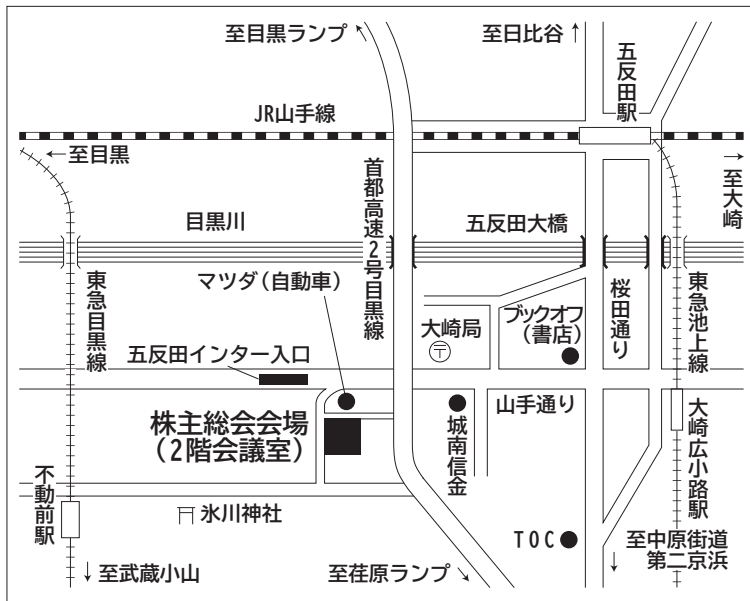 至目黒ランプ
至日比谷
五反田駅
JR山手線
至目黒
至大崎
首都高速2号目黒線
目黒川
五反田大橋
東急目黒線
マツダ(自動車)
大崎局
〒
ブックオフ
(書店)
桜田通り
東急池上線
五反田インター入口
株主総会会場
(2階会議室)
城南信金
山手通り
大崎広小路駅
不動前駅
氷川神社
TOC
至武蔵小山
至荏原ランプ
至中原街道
第二京浜